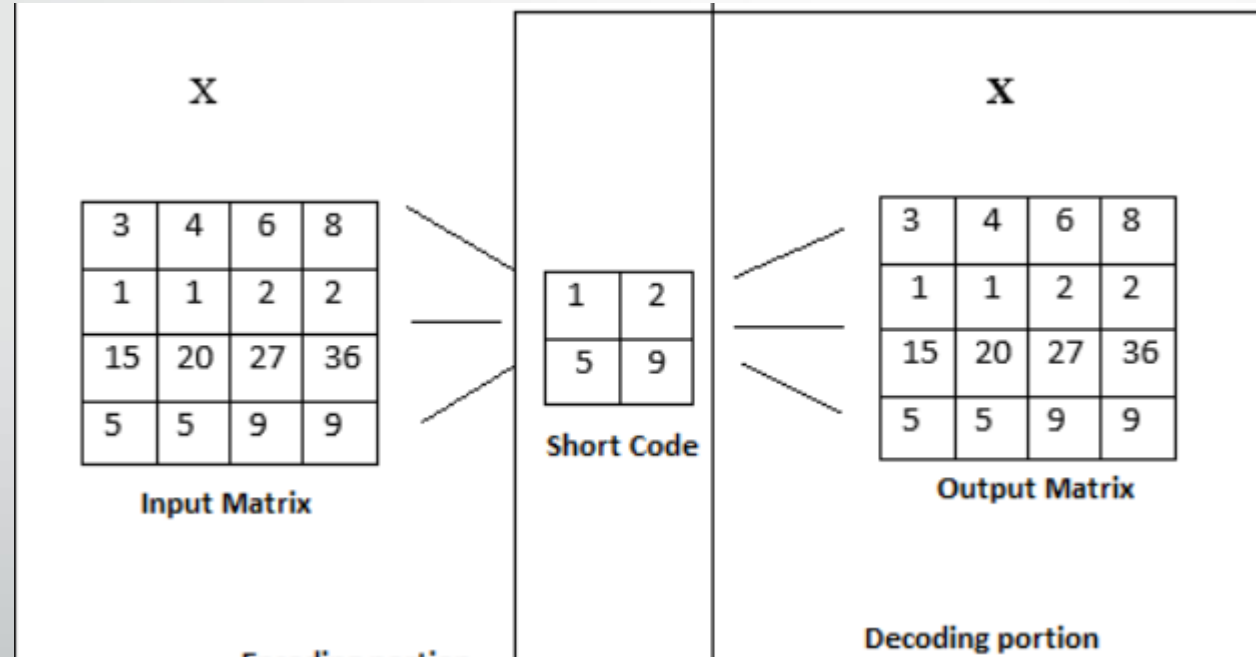 X
X
3 4 6 8
1 1 2 2
15 20 27 36
5 5 9 9
Input Matrix
1 2
5 9
Short Code
3 4 6 8
1 1 2 2
15 20 27 36
5 5 9 9
Output Matrix
Decoding portion